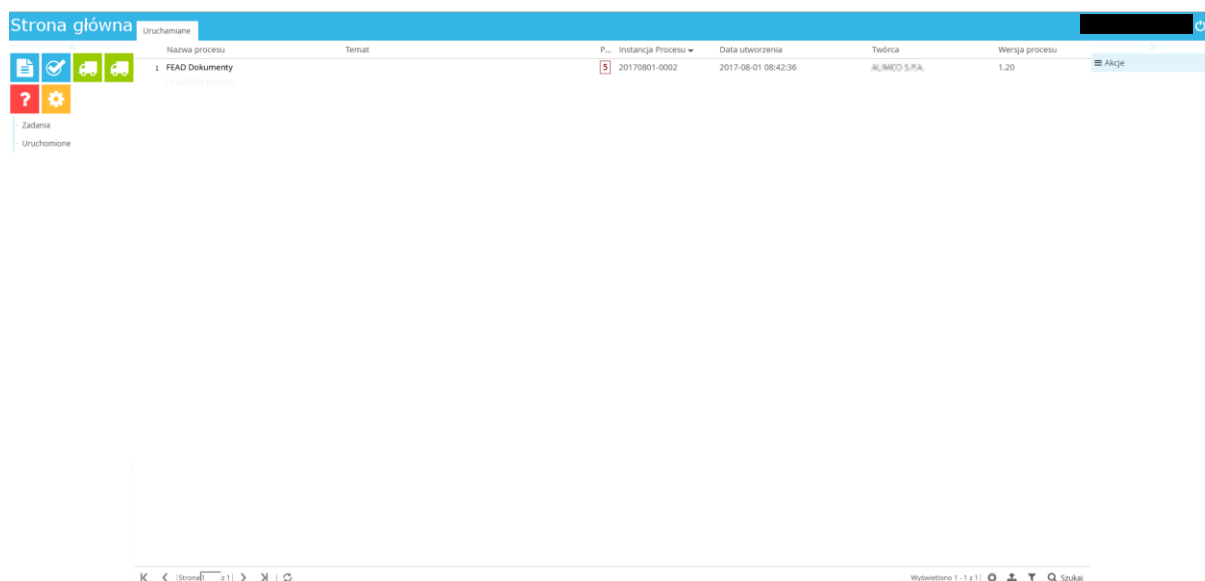 Strona główna
Uruchamiane
Nazwa procesu Temat P... Instancja Procesu Data utworzenia Twórca Wersja procesu
1 FEAD Dokumenty 5 20170801-0002 2017-08-01 08:42:36 1.20
Akcje
?
Zadania
Uruchomione
Strona 1 z 1 Wyświetlono 1 - 1 z 1 Szukaj